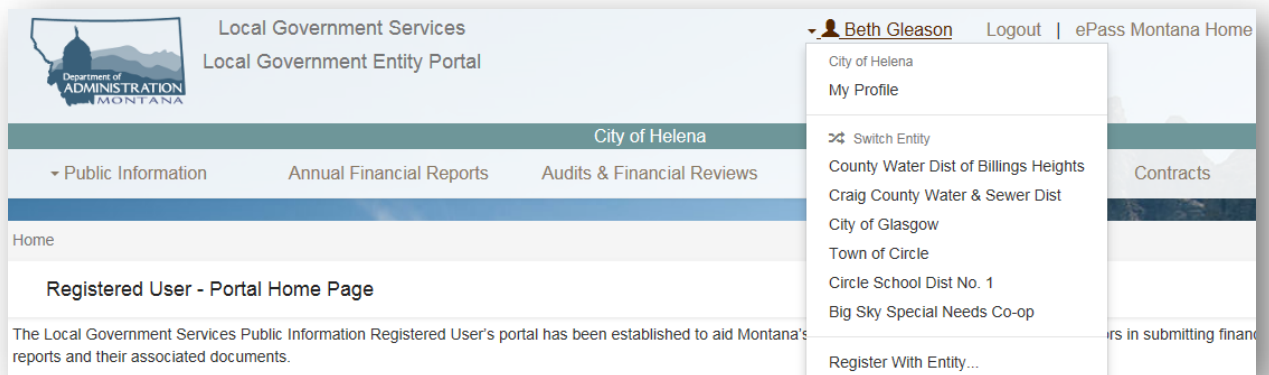 Local Government Services
Local Government Entity Portal
Department of
ADMINISTRATION
MONTANA
Beth Gleason
Logout | ePass Montana Home
City of Helena
My Profile
Switch Entity
County Water Dist of Billings Heights
Craig County Water & Sewer Dist
City of Glasgow
Town of Circle
Circle School Dist No. 1
Big Sky Special Needs Co-op
Register With Entity...
City of Helena
Public Information Annual Financial Reports Audits & Financial Reviews Contracts
Home
Registered User - Portal Home Page
The Local Government Services Public Information Registered User's portal has been established to aid Montana's in submitting
reports and their associated documents.